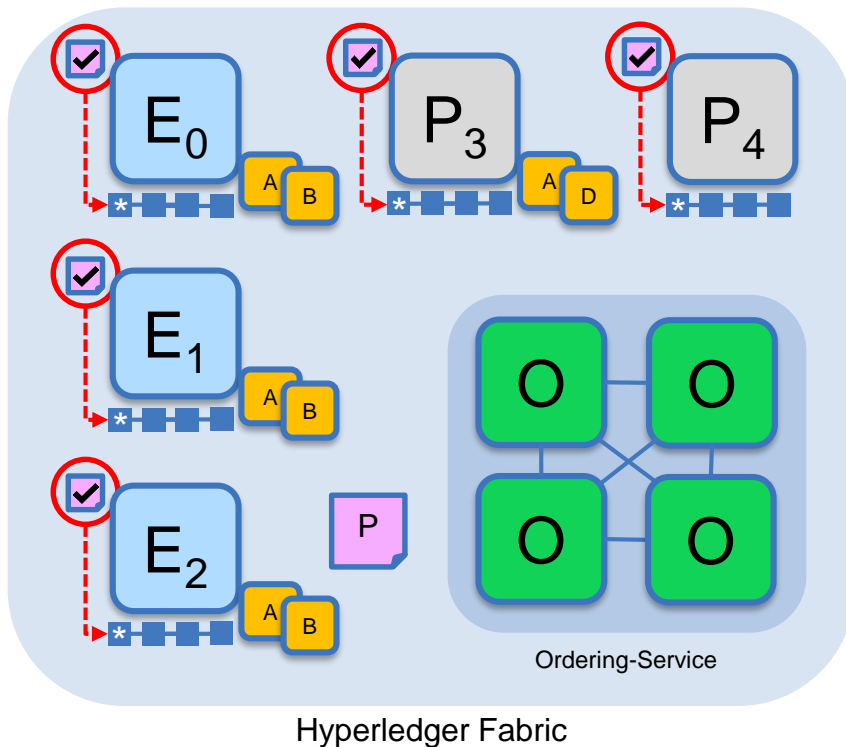 E0
P3
P4
A
B
A
D
*
*
*
E1
A
B
*
O
O
E2
P
O
O
A
B
*
Ordering-Service
Hyperledger Fabric